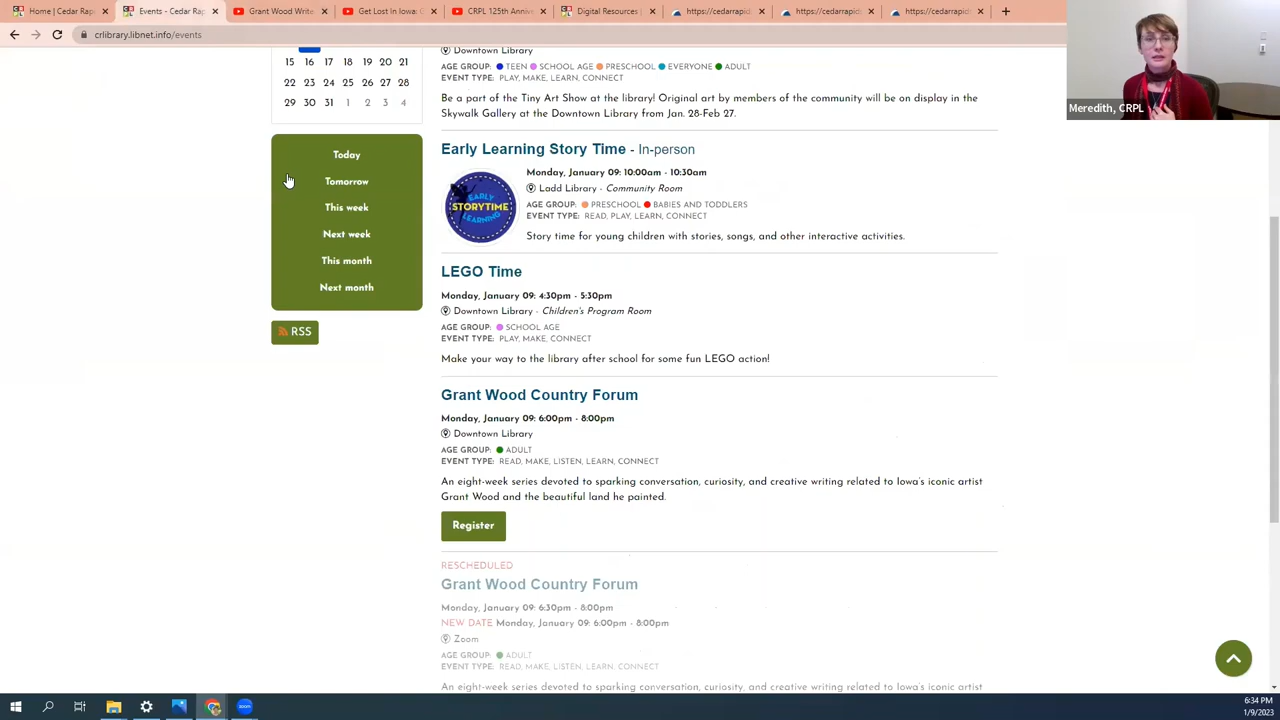 Home | Cedar Rap
Events - Cedar Rap
Grant Wood Write
Get Lost in Iowa:
CRPL 125th Anniv
Digital Resources |
https://cedarrapid
https://cedarrapid
https://cedarrapid
crlibrary.libnet.info/events
Meredith, CRPL
15 16 17 18 19 20 21
22 23 24 25 26 27 28
29 30 31 1 2 3 4
Today
Tomorrow
This week
Next week
This month
Next month
RSS
Downtown Library
AGE GROUP: TEEN SCHOOL AGE PRESCHOOL EVERYONE ADULT
EVENT TYPE: PLAY, MAKE, LEARN, CONNECT
Be a part of the Tiny Art Show at the library! Original art by members of the community will be on display in the
Skywalk Gallery at the Downtown Library from Jan. 28-Feb 27.
Early Learning Story Time - In-person
EARLY
STORYTIME
LEARNING
Monday, January 09: 10:00am - 10:30am
Ladd Library - Community Room
AGE GROUP: PRESCHOOL BABIES AND TODDLERS
EVENT TYPE: READ, PLAY, LEARN, CONNECT
Story time for young children with stories, songs, and other interactive activities.
LEGO Time
Monday, January 09: 4:30pm - 5:30pm
Downtown Library - Children's Program Room
AGE GROUP: SCHOOL AGE
EVENT TYPE: PLAY, MAKE, CONNECT
Make your way to the library after school for some fun LEGO action!
Grant Wood Country Forum
Monday, January 09: 6:00pm - 8:00pm
Downtown Library
AGE GROUP: ADULT
EVENT TYPE: READ, MAKE, LISTEN, LEARN, CONNECT
An eight-week series devoted to sparking conversation, curiosity, and creative writing related to Iowa's iconic artist
Grant Wood and the beautiful land he painted.
Register
RESCHEDULED
Grant Wood Country Forum
Monday, January 09: 6:30pm - 8:00pm
NEW DATE Monday, January 09: 6:00pm - 8:00pm
Zoom
AGE GROUP: ADULT
EVENT TYPE: READ, MAKE, LISTEN, LEARN, CONNECT
An eight-week series devoted to sparking conversation, curiosity, and creative writing related to Iowa's iconic artist
6:34 PM
1/9/2023